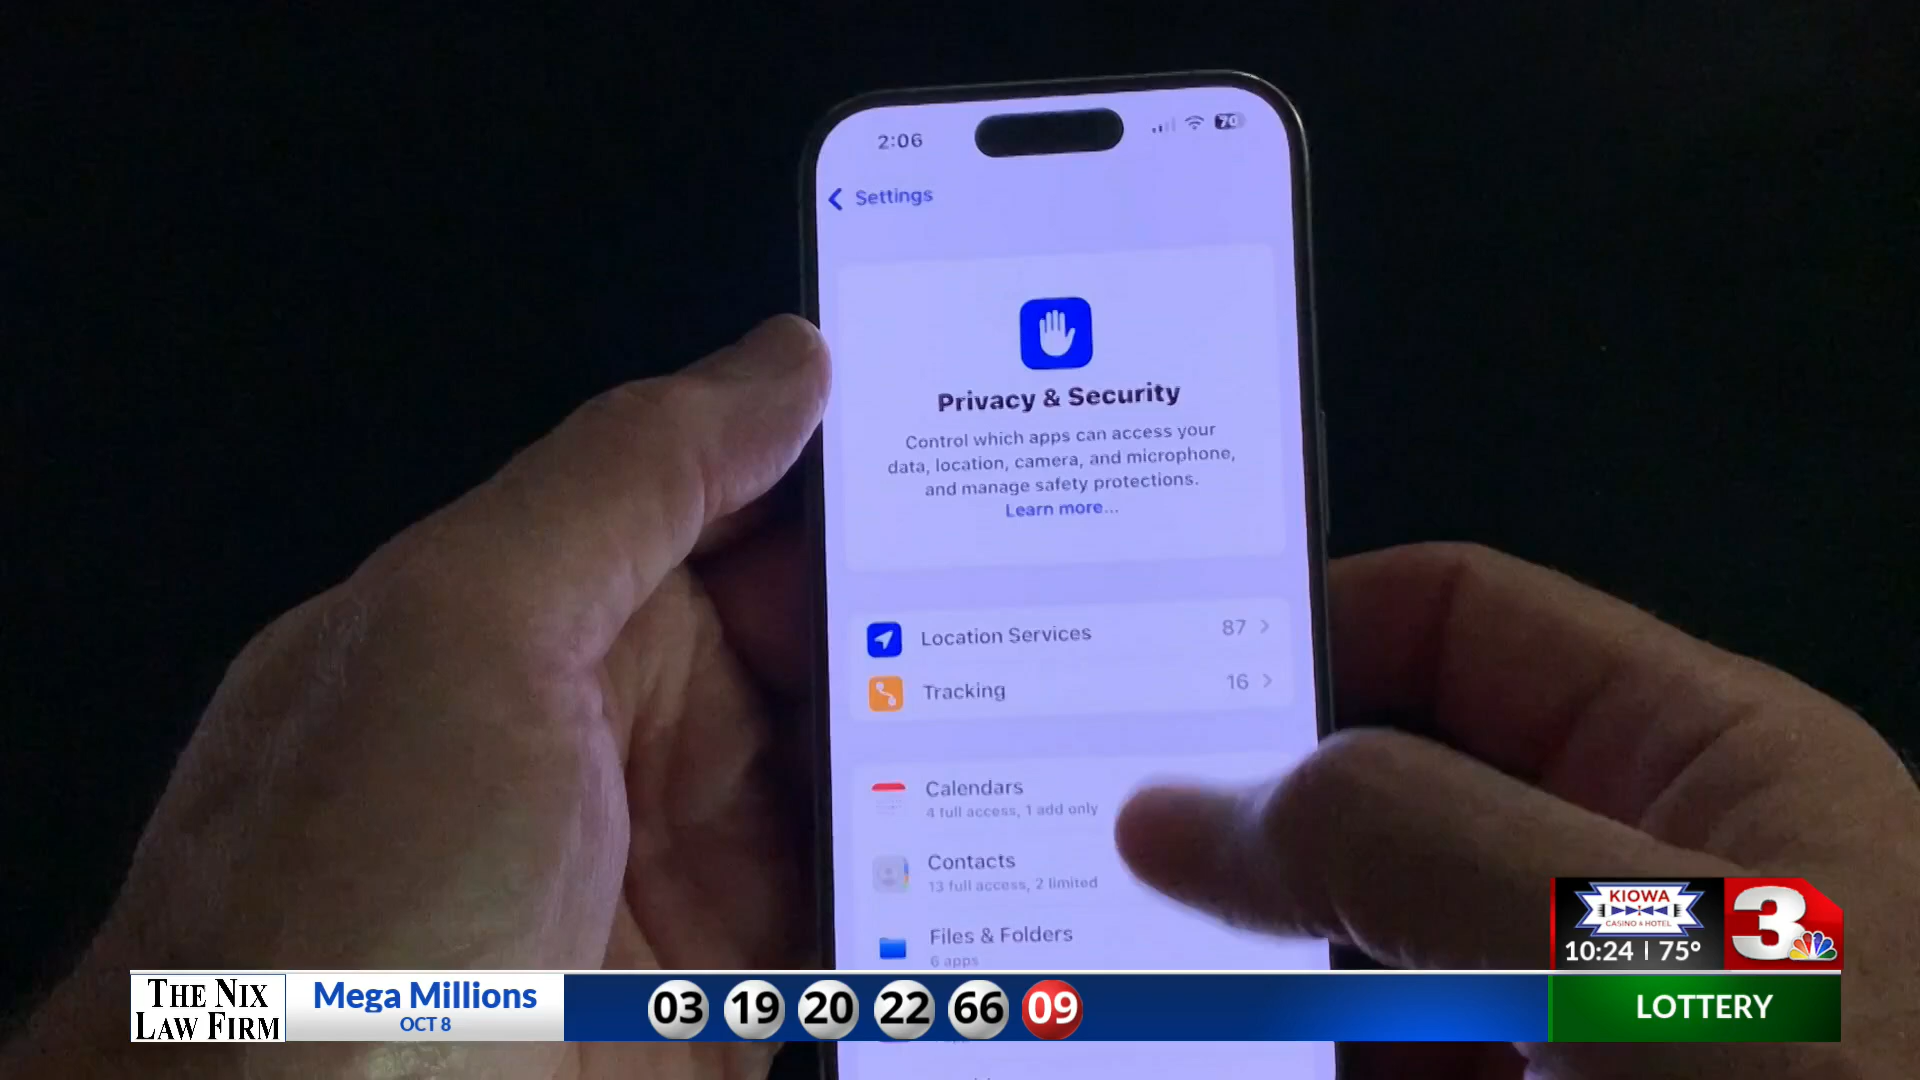 2:06
70
Settings
Privacy & Security
Control which apps can access your
data, location, camera, and microphone,
and manage safety protections.
Learn more...
Location Services 87
Tracking 16
Calendars
4 full access, 1 add only
Contacts
13 full access, 2 limited
Files & Folders
6 apps
KIOWA
CASINO & HOTEL
10:24 | 75°
3
THE NIX
LAW FIRM
Mega Millions
OCT 8
03 19 20 22 66 09
LOTTERY